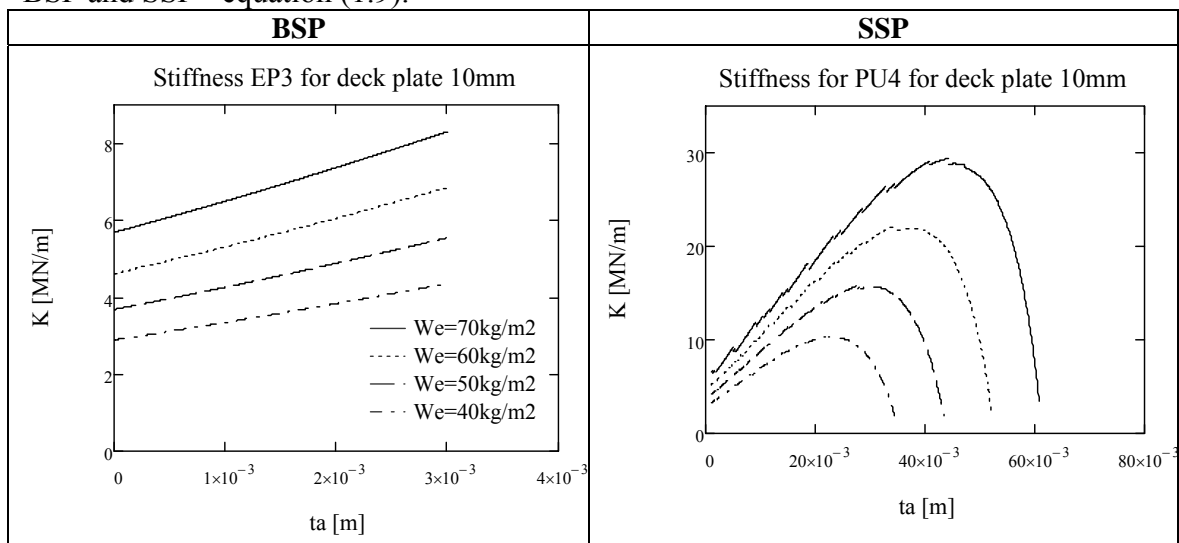 BSP and SSP – equation (1.9).
BSP
SSP
Stiffness EP3 for deck plate 10mm
8
6
4
2
0
K [MN/m]
We=70kg/m2
We=60kg/m2
We=50kg/m2
We=40kg/m2
0 1×10−3 2×10−3 3×10−3 4×10−3
ta [m]
Stiffness for PU4 for deck plate 10mm
30
20
10
0
K [MN/m]
0 20×10−3 40×10−3 60×10−3 80×10−3
ta [m]